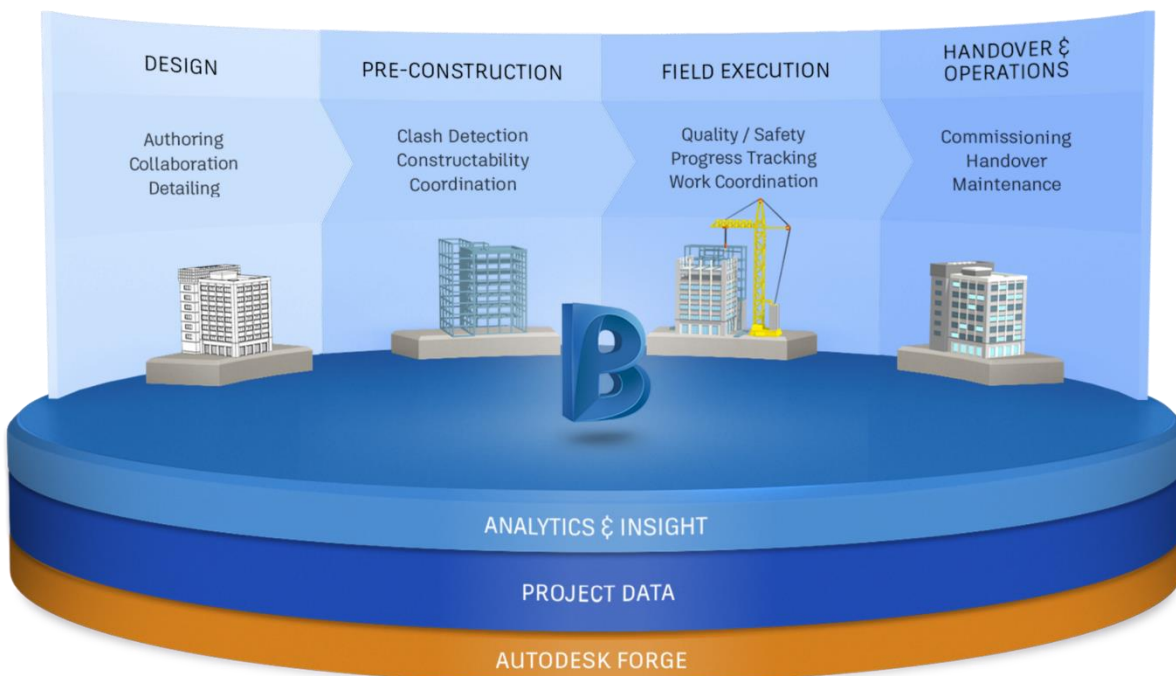 DESIGN
Authoring
Collaboration
Detailing
PRE-CONSTRUCTION
Clash Detection
Constructability
Coordination
FIELD EXECUTION
Quality / Safety
Progress Tracking
Work Coordination
HANDOVER &
OPERATIONS
Commissioning
Handover
Maintenance
B
ANALYTICS & INSIGHT
PROJECT DATA
AUTODESK FORGE